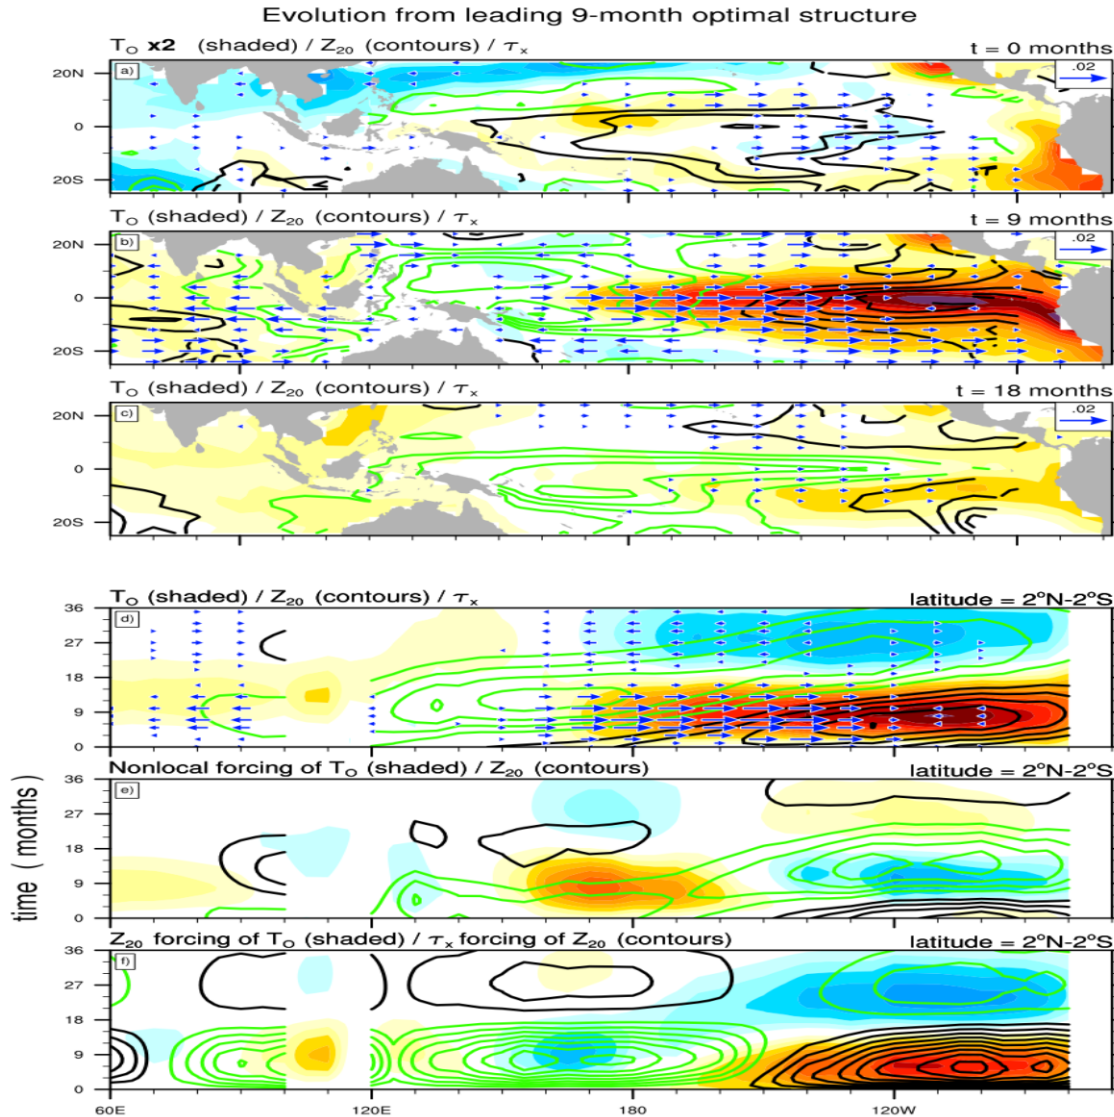 Evolution from leading 9-month optimal structure
T_O x2 (shaded) / Z_20 (contours) / τ_x t = 0 months
a)
.02
20N
0
20S
T_O (shaded) / Z_20 (contours) / τ_x t = 9 months
b)
.02
20N
0
20S
T_O (shaded) / Z_20 (contours) / τ_x t = 18 months
c)
.02
20N
0
20S
T_O (shaded) / Z_20 (contours) / τ_x latitude = 2°N-2°S
d)
36
27
18
9
0
Nonlocal forcing of T_O (shaded) / Z_20 (contours) latitude = 2°N-2°S
e)
36
27
18
9
0
time ( months)
Z_20 forcing of T_O (shaded) / τ_x forcing of Z_20 (contours) latitude = 2°N-2°S
f)
36
27
18
9
0
60E 120E 180 120W